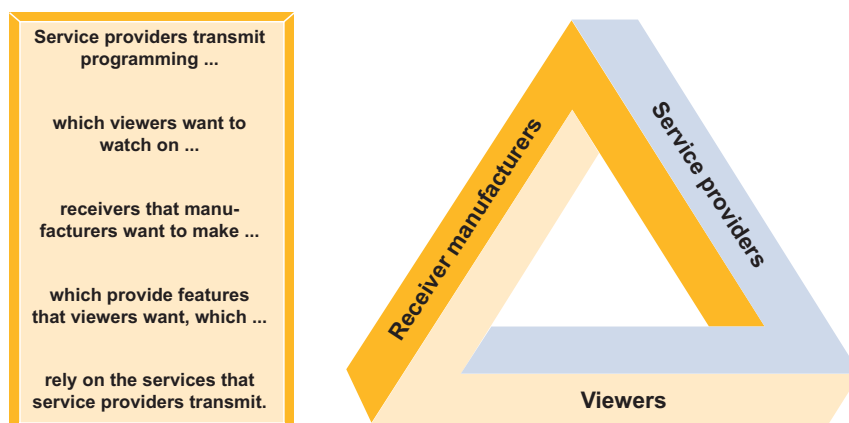 Service providers transmit
programming ...
which viewers want to
watch on ...
receivers that manu-
facturers want to make ...
which provide features
that viewers want, which ...
rely on the services that
service providers transmit.
Receiver manufacturers
Service providers
Viewers